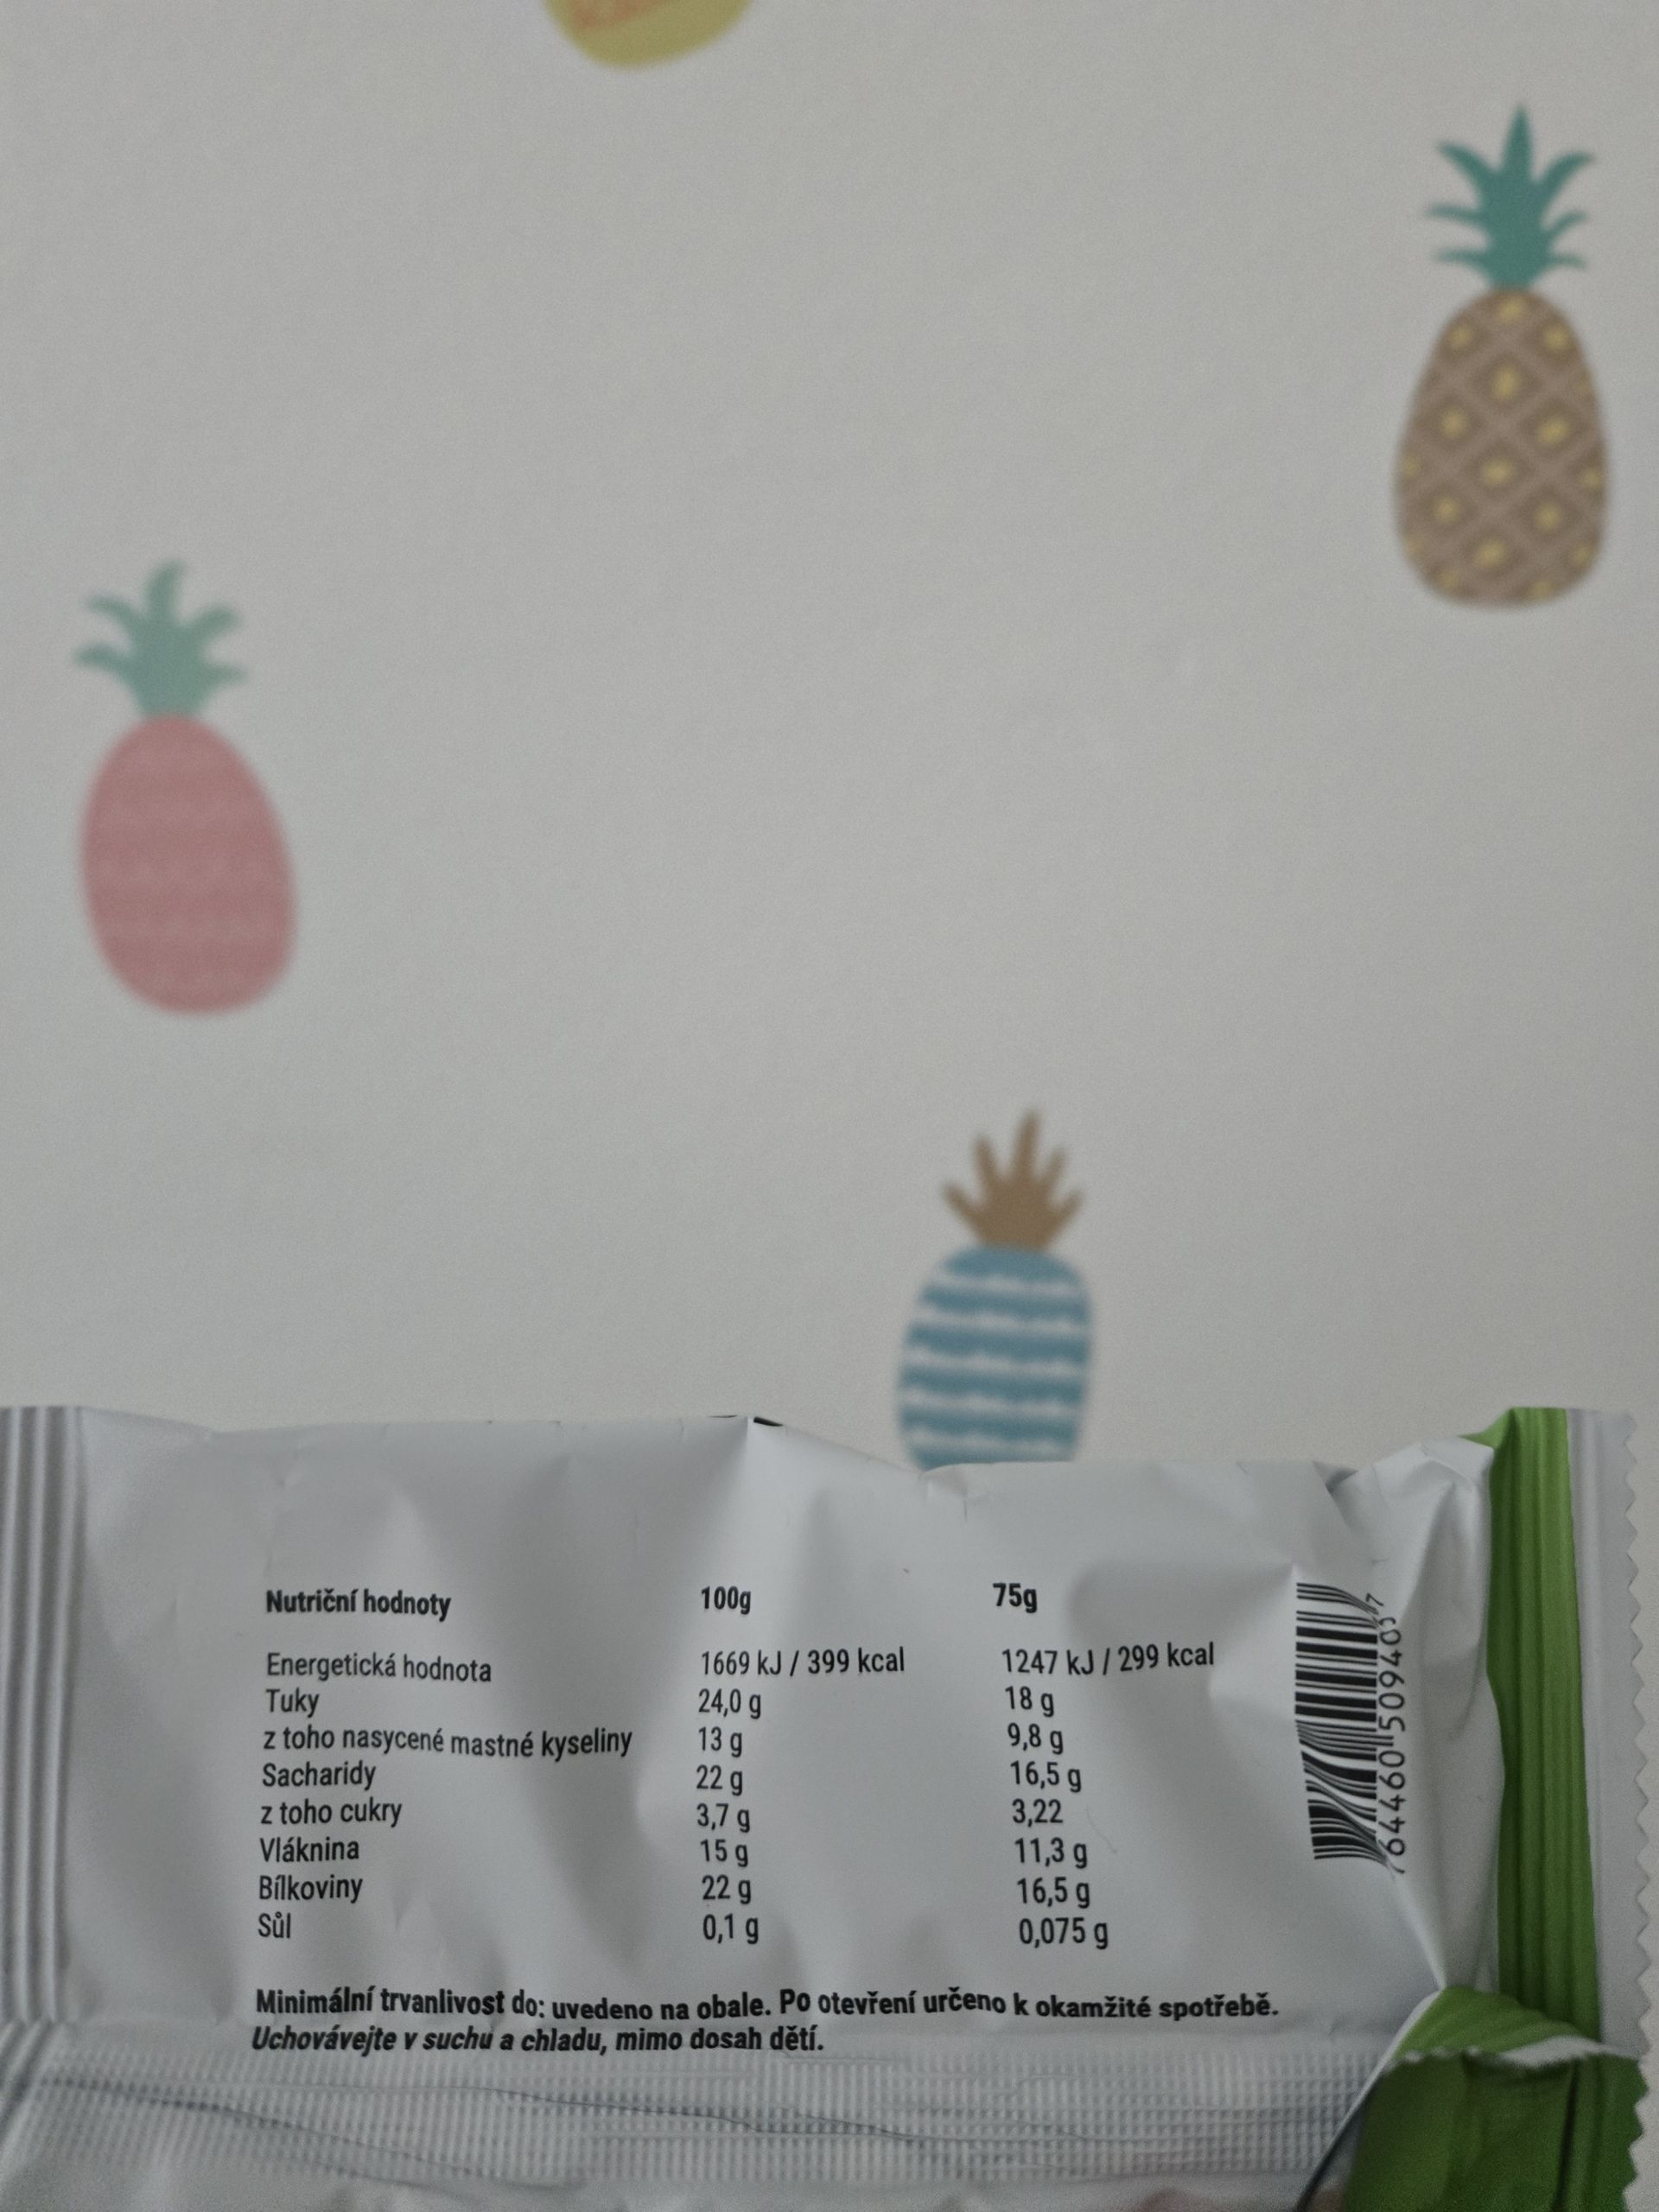 Nutriční hodnoty 100g 75g
Energetická hodnota 1669 kJ / 399 kcal 1247 kJ / 299 kcal
Tuky 24,0 g 18 g
z toho nasycené mastné kyseliny 13 g 9,8 g
Sacharidy 22 g 16,5 g
z toho cukry 3,7 g 3,22
Vláknina 15 g 11,3 g
Bílkoviny 22 g 16,5 g
Sůl 0,1 g 0,075 g
Minimální trvanlivost do: uvedeno na obale. Po otevření určeno k okamžité spotřebě.
Uchovávejte v suchu a chladu, mimo dosah dětí.
764460 509403 7